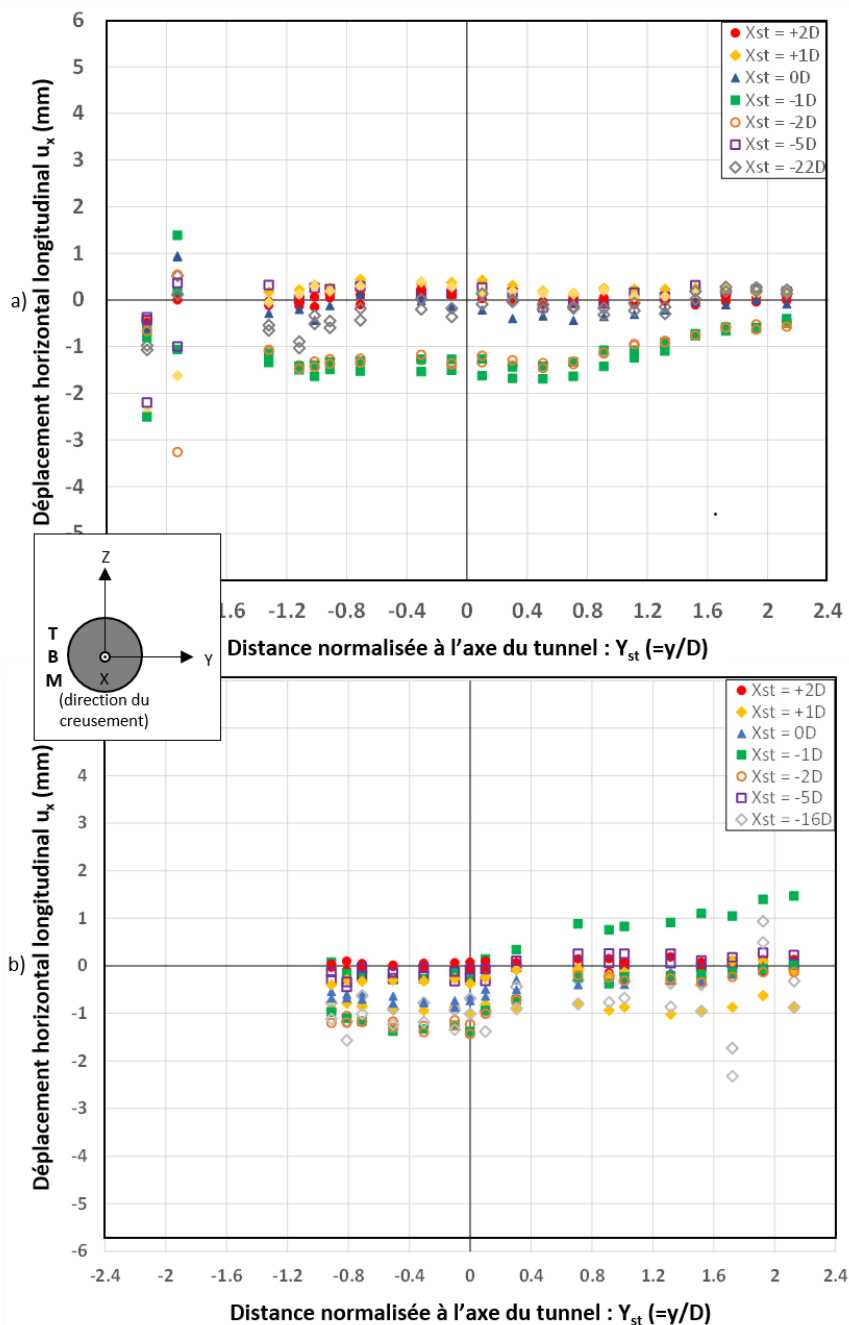 a)
Déplacement horizontal longitudinal u_x (mm)
6
5
4
3
2
1
0
-1
-2
-3
-4
-5
Xst = +2D
Xst = +1D
Xst = 0D
Xst = -1D
Xst = -2D
Xst = -5D
Xst = -22D
1.6
-1.2
-0.8
-0.4
0
0.4
0.8
1.2
1.6
2
2.4
Distance normalisée à l’axe du tunnel : Y_st (=y/D)
Z
T
B
M
Y
X
(direction du
creusement)
b)
Déplacement horizontal longitudinal u_x (mm)
4
3
2
1
0
-1
-2
-3
-4
-5
-6
Xst = +2D
Xst = +1D
Xst = 0D
Xst = -1D
Xst = -2D
Xst = -5D
Xst = -16D
-2.4
-2
-1.6
-1.2
-0.8
-0.4
0
0.4
0.8
1.2
1.6
2
2.4
Distance normalisée à l’axe du tunnel : Y_st (=y/D)